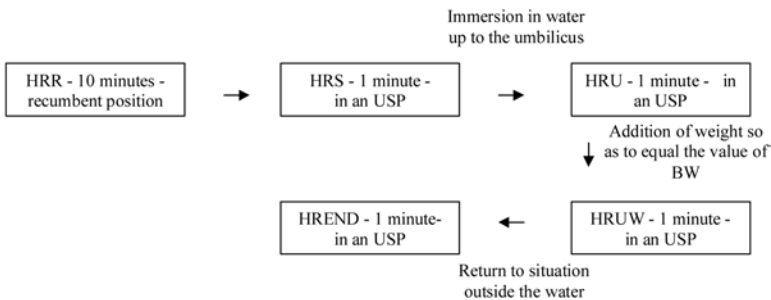 Immersion in water
up to the umbilicus
HRR - 10 minutes -
recumbent position
HRS - 1 minute -
in an USP
HRU - 1 minute - in
an USP
Addition of weight so
as to equal the value of
BW
HREND - 1 minute-
in an USP
HRUW - 1 minute -
in an USP
Return to situation
outside the water